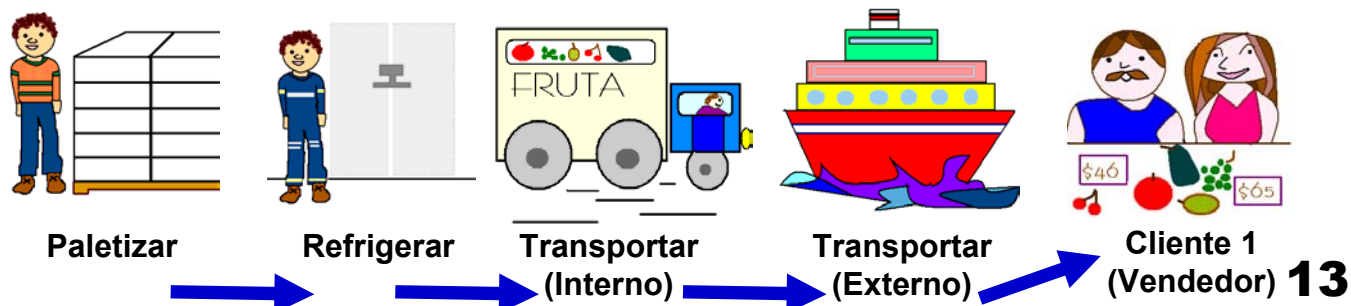 FRUTA
$46
$65
Paletizar
Refrigerar
Transportar
(Interno)
Transportar
(Externo)
Cliente 1
(Vendedor)
13